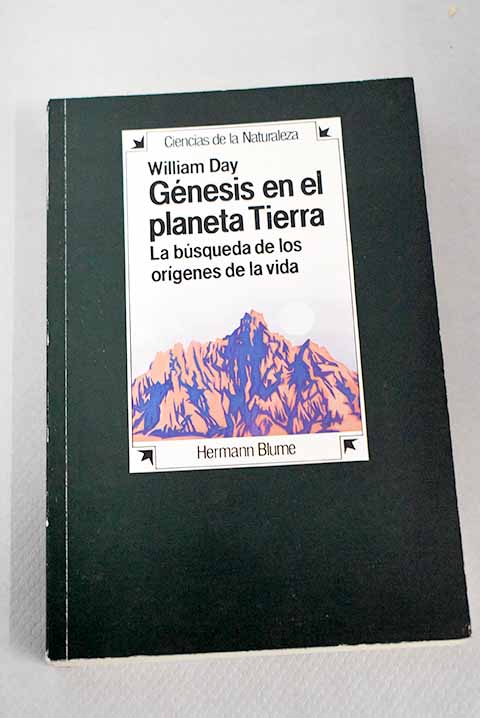 Ciencias de la Naturaleza
William Day
Génesis en el
planeta Tierra
La búsqueda de los
orígenes de la vida
Hermann Blume